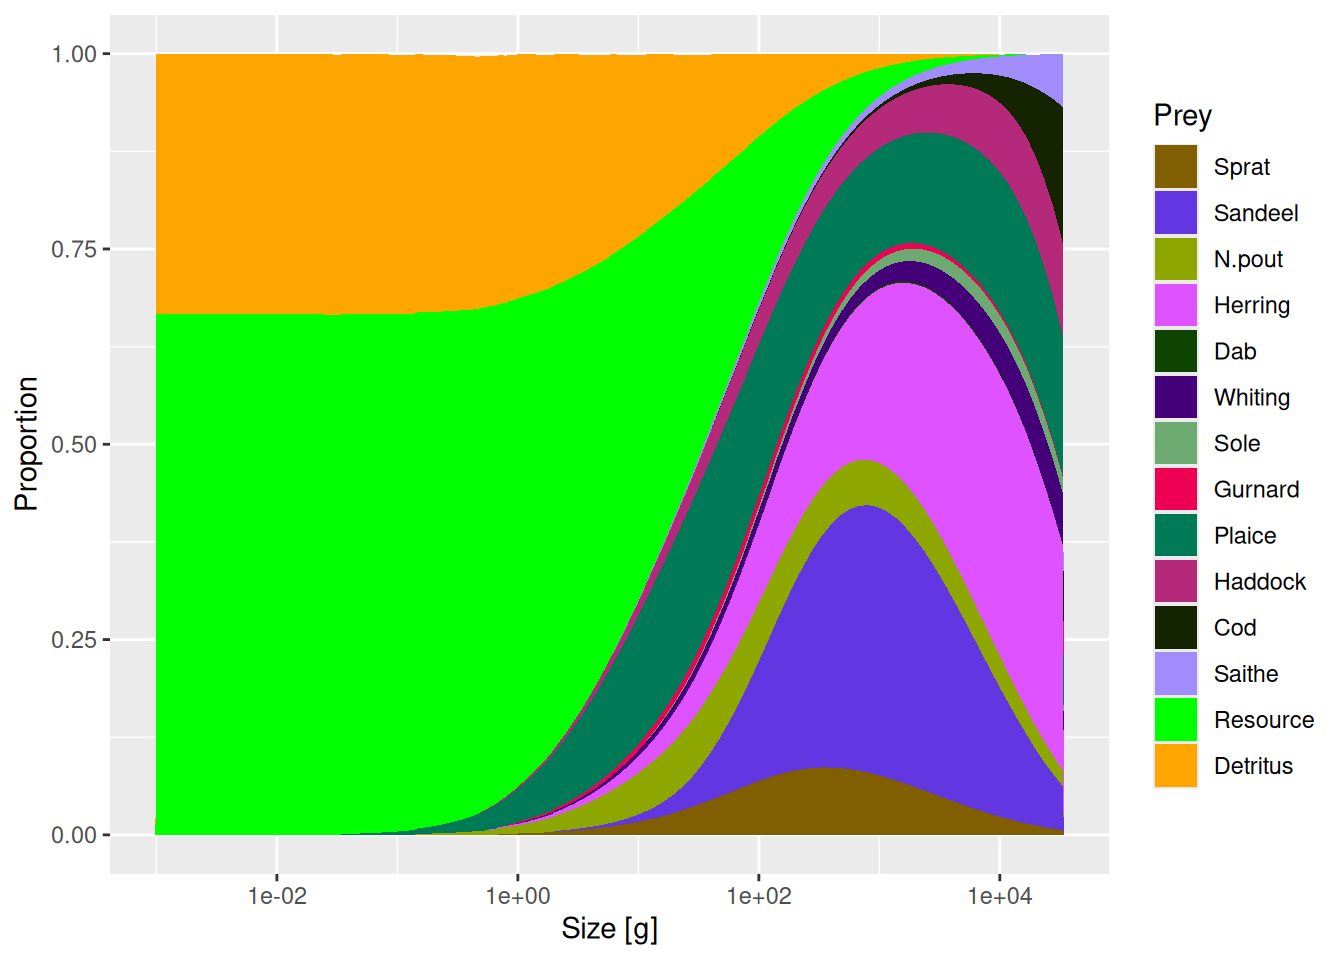 1.00
0.75
0.50
0.25
0.00
Proportion
1e-02 1e+00 1e+02 1e+04
Size [g]
Prey
Sprat
Sandeel
N.pout
Herring
Dab
Whiting
Sole
Gurnard
Plaice
Haddock
Cod
Saithe
Resource
Detritus